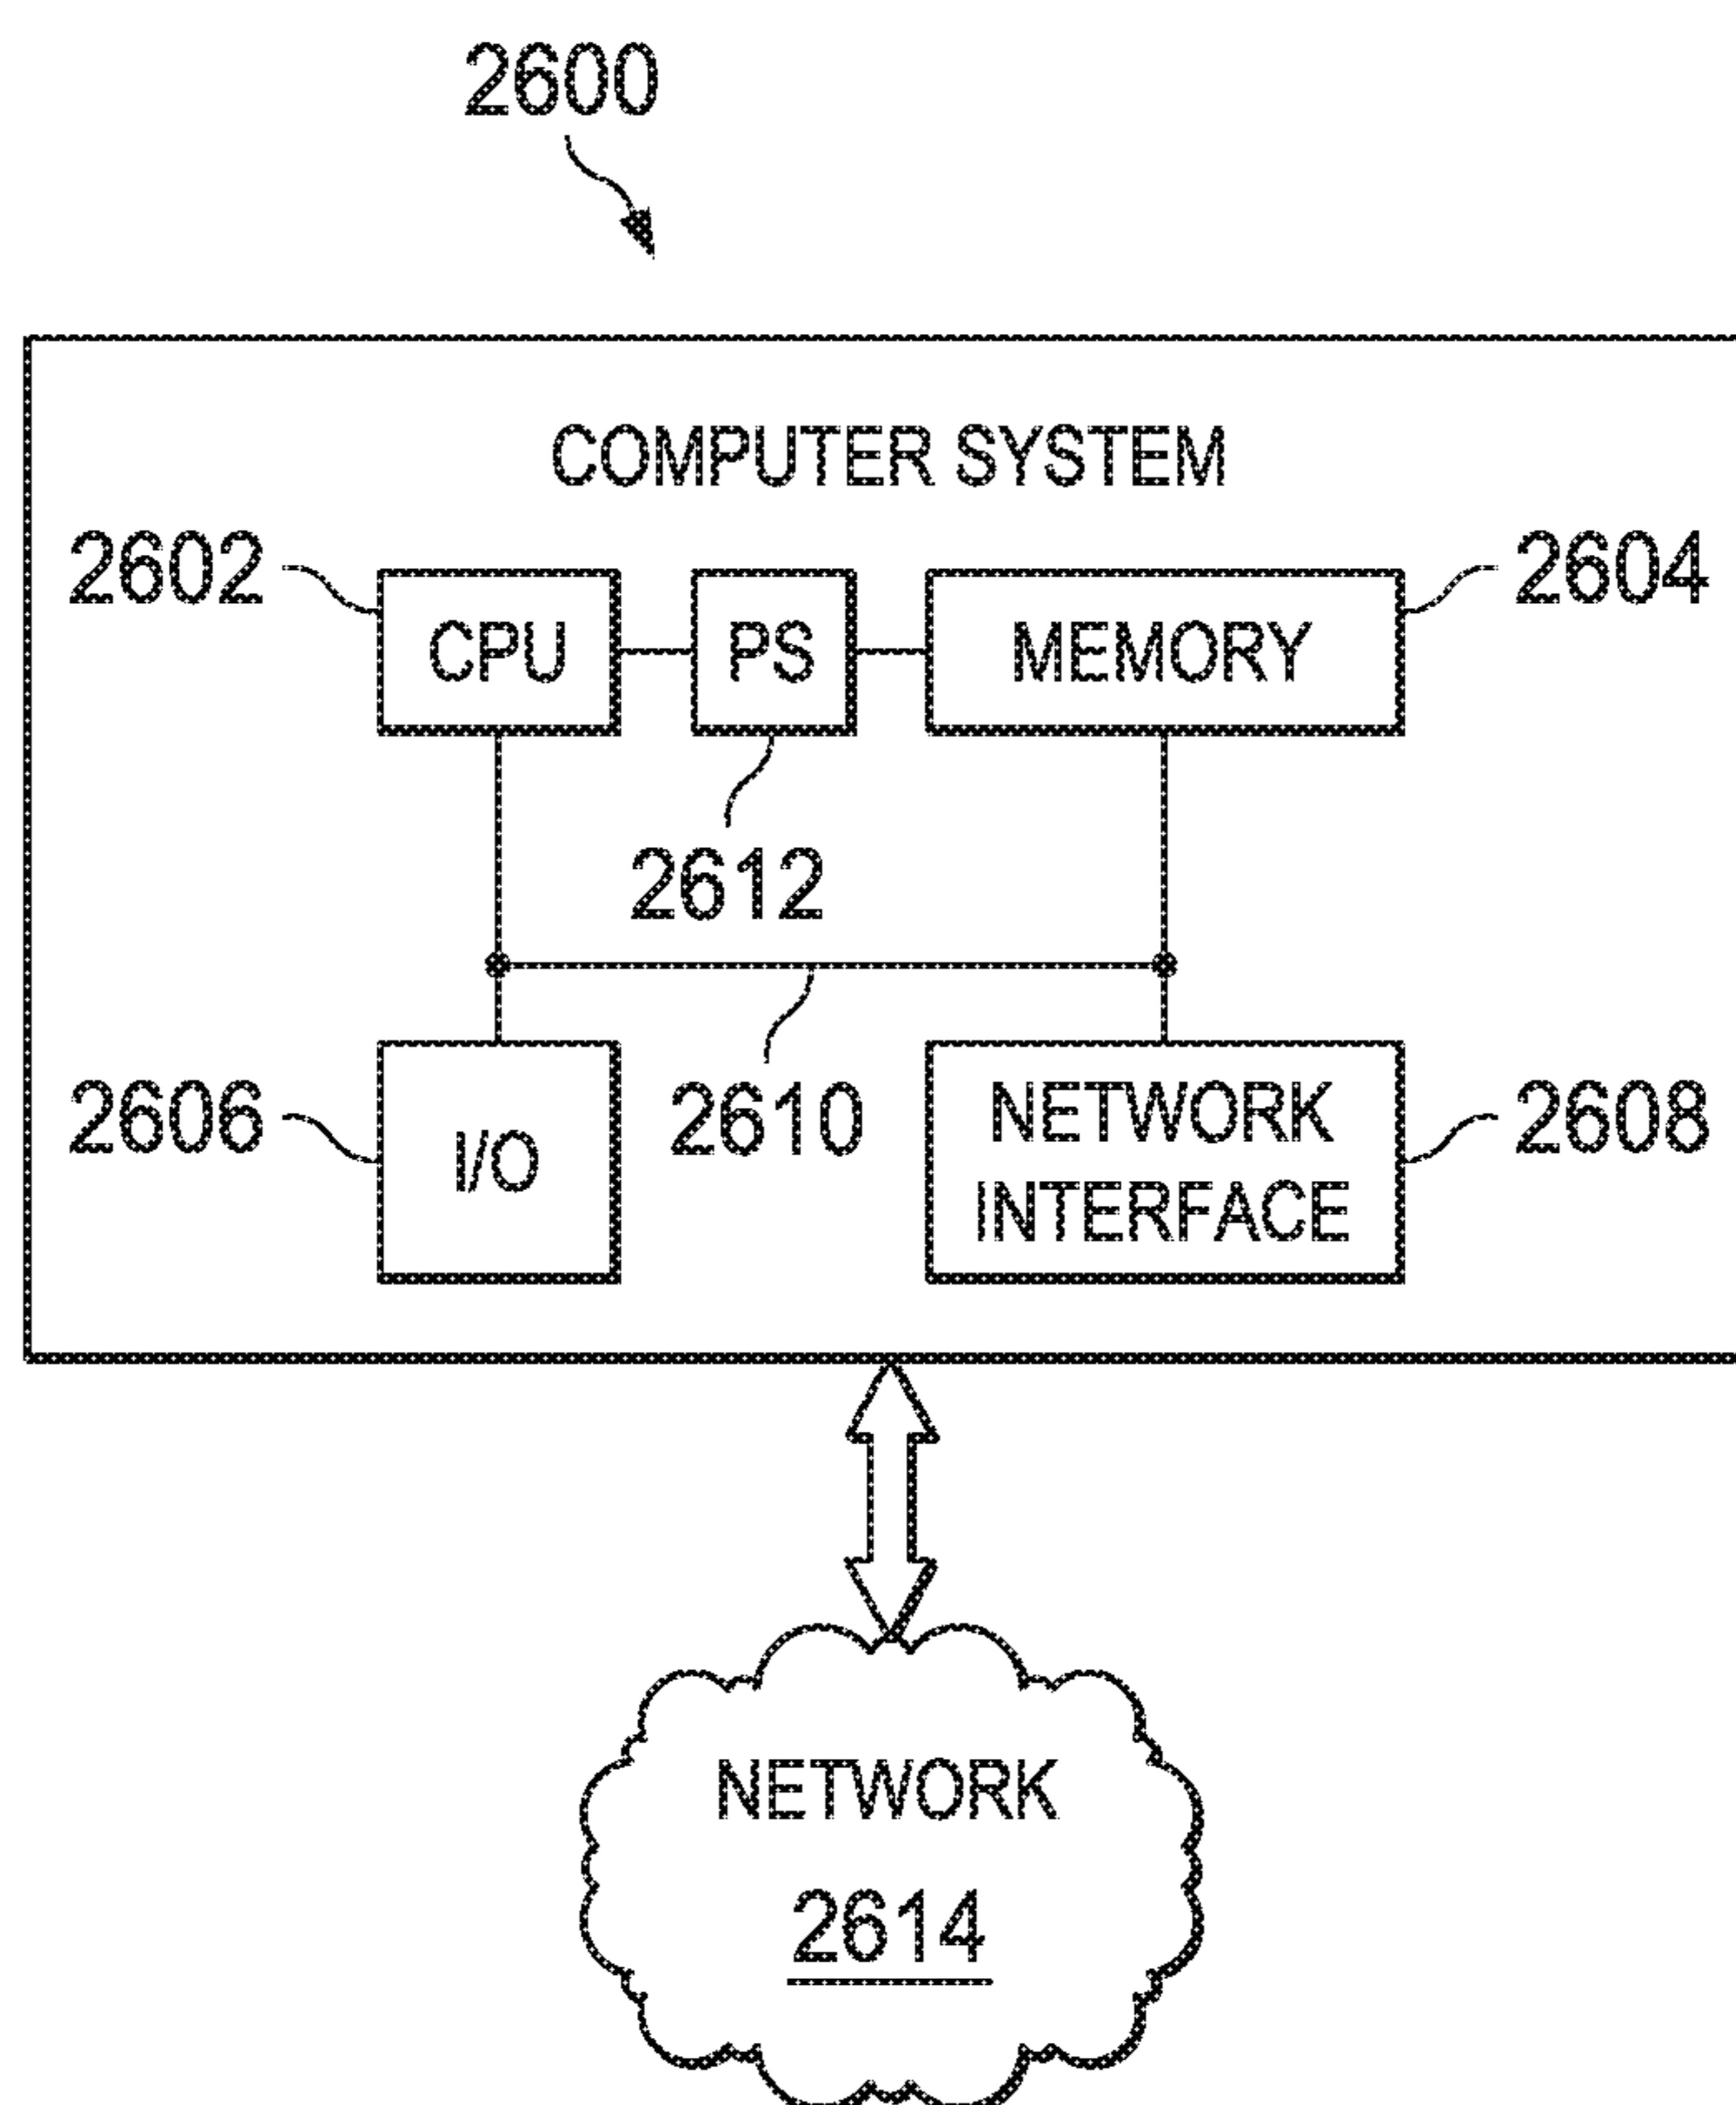 2600
COMPUTER SYSTEM
2602
CPU
PS
MEMORY
2604
2612
2606
I/O
2610
NETWORK
INTERFACE
2608
NETWORK
2614